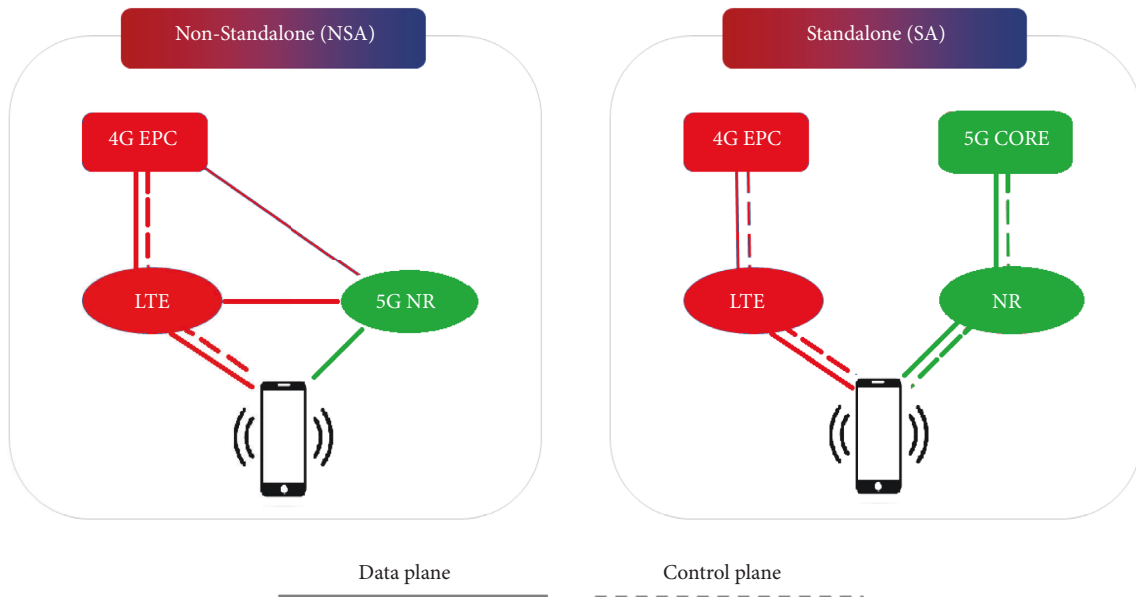 Non-Standalone (NSA)
4G EPC
LTE
5G NR
Standalone (SA)
4G EPC
5G CORE
LTE
NR
Data plane
Control plane